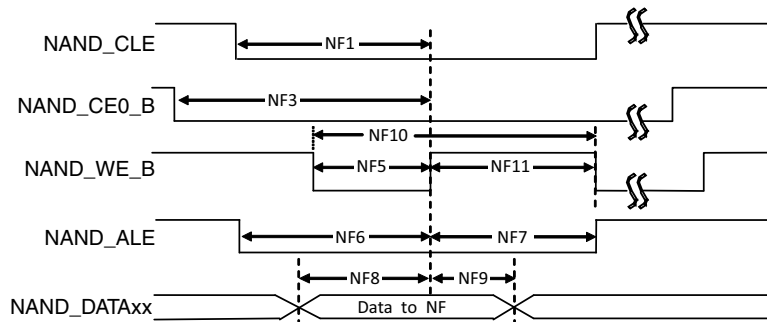 NAND_CLE
NF1
NAND_CE0_B
NF3
NF10
NAND_WE_B
NF5
NF11
NAND_ALE
NF6
NF7
NF8
NF9
NAND_DATAxx
Data to NF